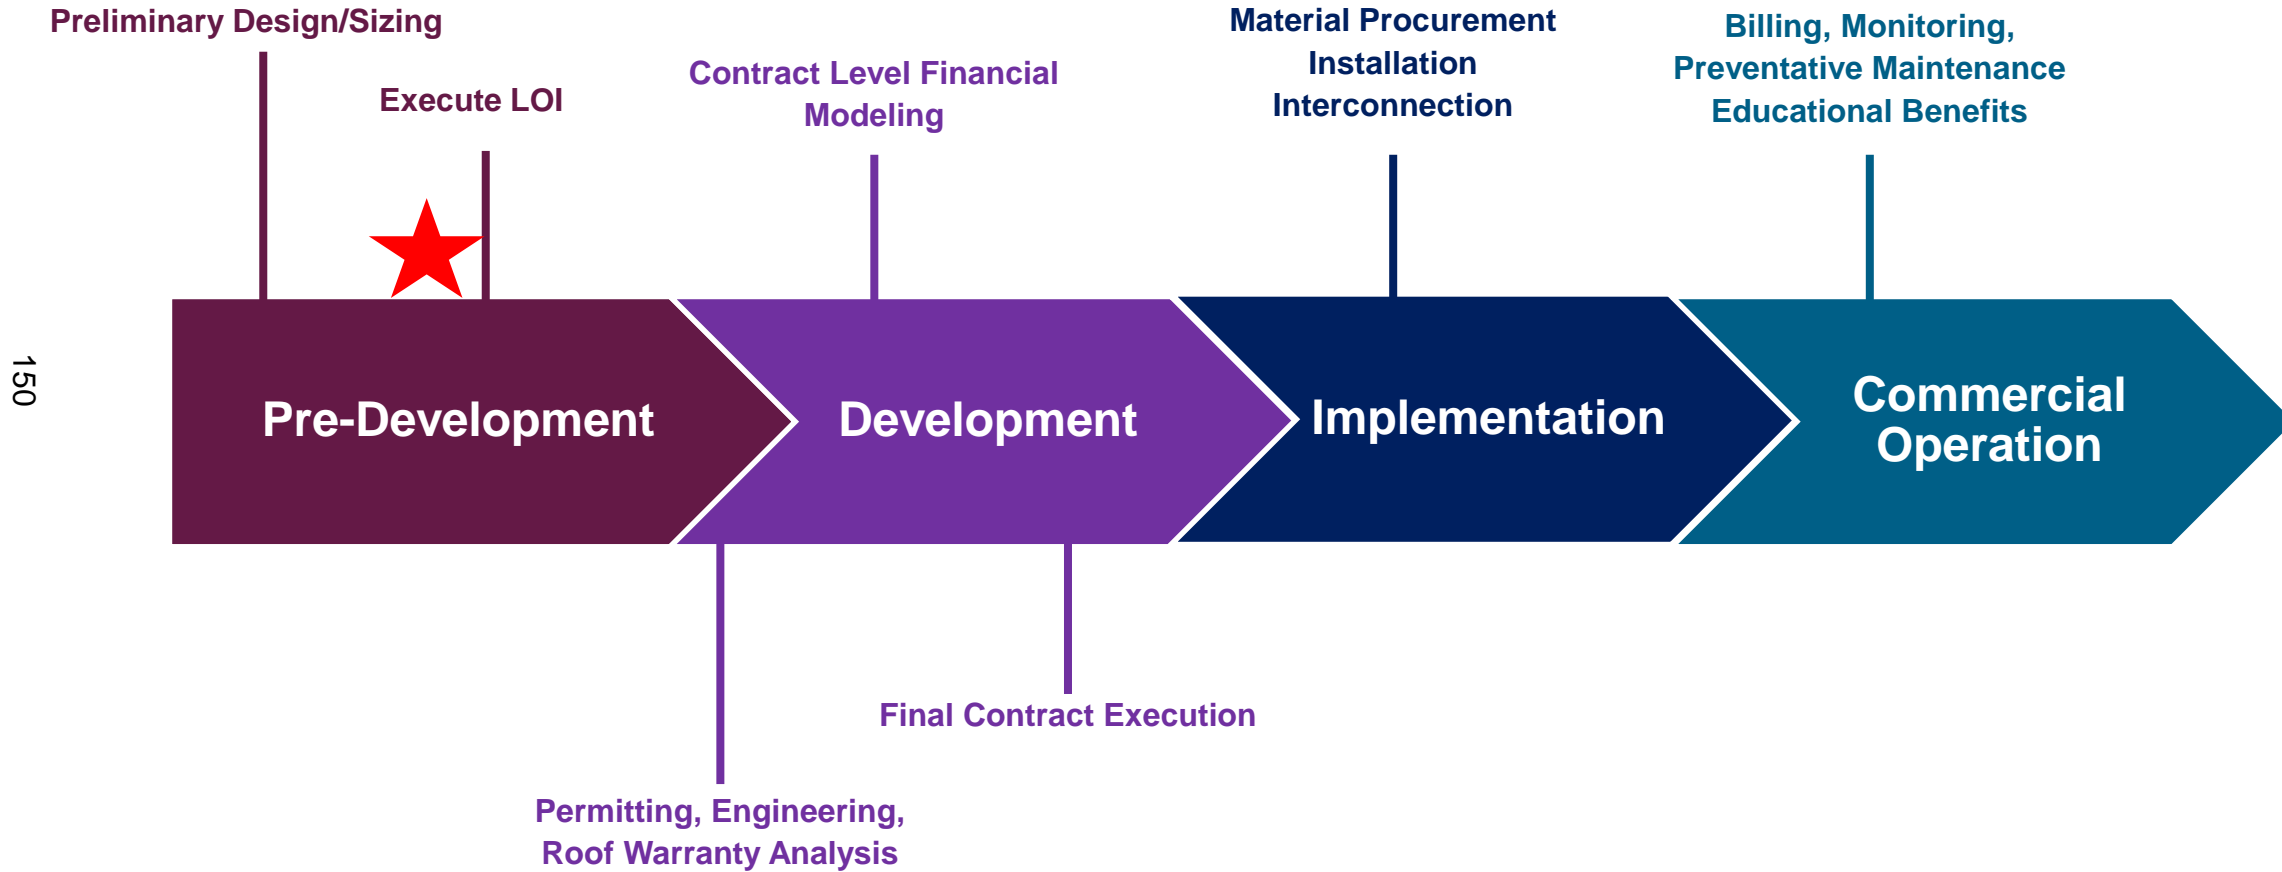 Preliminary Design/Sizing
Execute LOI
Contract Level Financial
Modeling
Material Procurement
Installation
Interconnection
Billing, Monitoring,
Preventative Maintenance
Educational Benefits
150
Pre-Development
Development
Implementation
Commercial
Operation
Final Contract Execution
Permitting, Engineering,
Roof Warranty Analysis